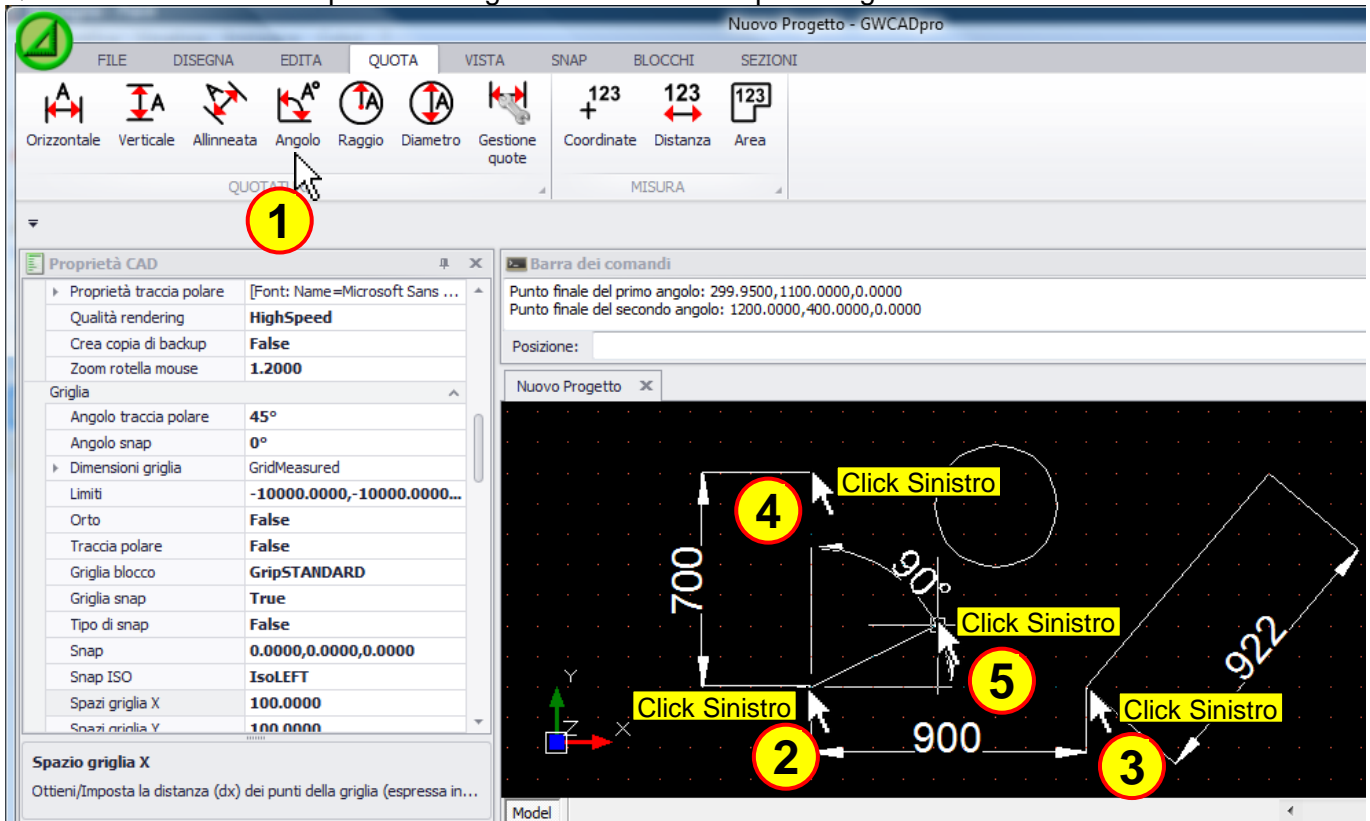 Nuovo Progetto - GWCADpro
FILE DISEGNA EDITA QUOTA VISTA SNAP BLOCCHI SEZIONI
A A A A° A A 123 123 123
Orizzontale Verticale Allineata Angolo Raggio Diametro Gestione quote Coordinate Distanza Area
MISURA
1
Proprietà CAD
Proprietà traccia polare [Font: Name=Microsoft Sans ...
Qualità rendering HighSpeed
Crea copia di backup False
Zoom rotella mouse 1.2000
Griglia
Angolo traccia polare 45°
Angolo snap 0°
Dimensioni griglia GridMeasured
Limiti -10000.0000,-10000.0000...
Orto False
Traccia polare False
Griglia blocco GripSTANDARD
Griglia snap True
Tipo di snap False
Snap 0.0000,0.0000,0.0000
Snap ISO IsoLEFT
Spazi griglia X 100.0000
Spazi griglia Y 100.0000
Spazio griglia X
Ottieni/Imposta la distanza (dx) dei punti della griglia (espressa in...
Barra dei comandi
Punto finale del primo angolo: 299.9500,1100.0000,0.0000
Punto finale del secondo angolo: 1200.0000,400.0000,0.0000
Posizione:
Nuovo Progetto
4 Click Sinistro
700
90°
Click Sinistro
5
922
Y
Z X
Click Sinistro
2
900
Click Sinistro
3
Model